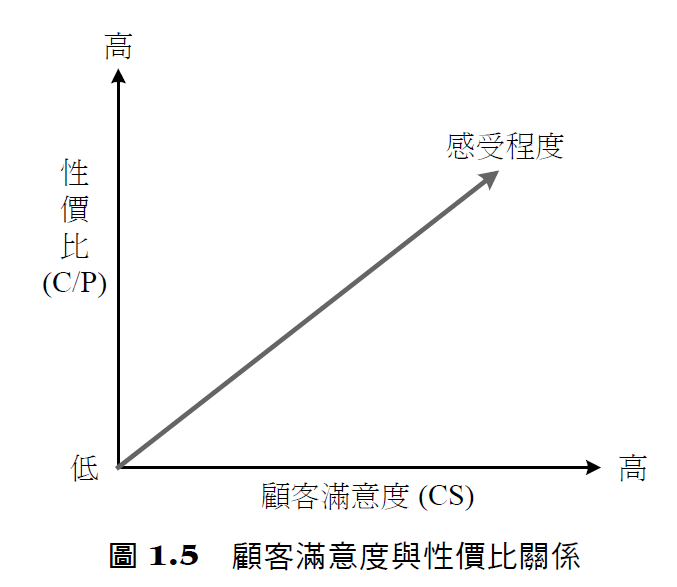 高
感受程度
性
價
比
(C/P)
低
高
顧客滿意度 (CS)
圖 1.5 顧客滿意度與性價比關係